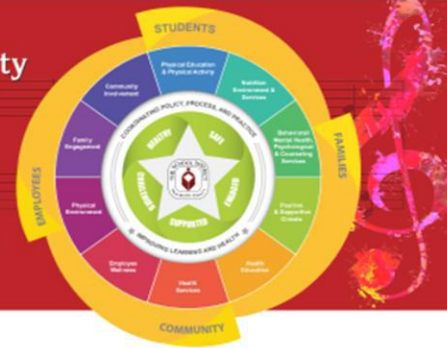 ty
STUDENTS
FAMILIES
COMMUNITY
EMPLOYEES
Physical Education
& Physical Activity
Nutrition
Environment &
Services
Behavioral
Mental Health,
Psychological
& Counseling
Services
Positive
& Supportive
Climate
Health
Education
Health
Services
Employee
Wellness
Physical
Environment
Family
Engagement
Community
Involvement
COORDINATING POLICY, PROCESS, AND PRACTICE
IMPROVING LEARNING AND HEALTH
HEALTHY
SAFE
ENGAGED
SUPPORTED